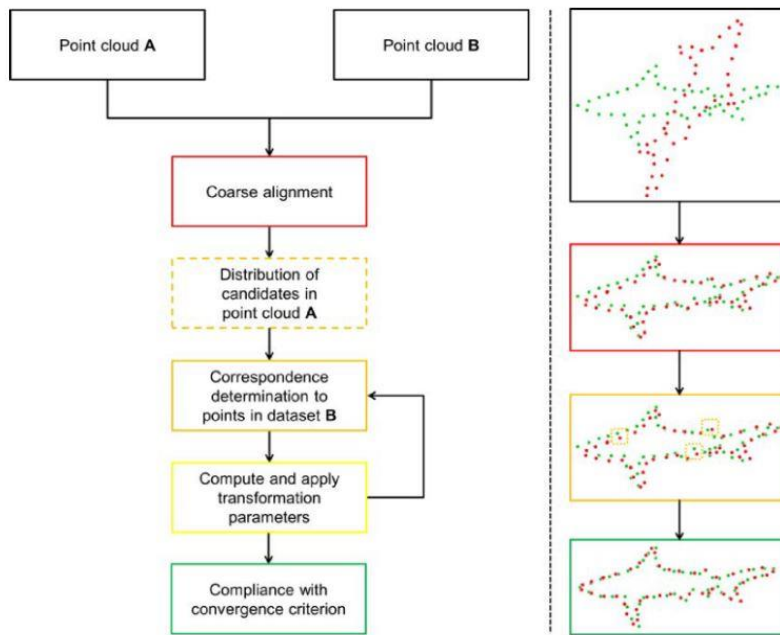 Point cloud A
Point cloud B
Coarse alignment
Distribution of
candidates in
point cloud A
Correspondence
determination to
points in dataset B
Compute and apply
transformation
parameters
Compliance with
convergence criterion